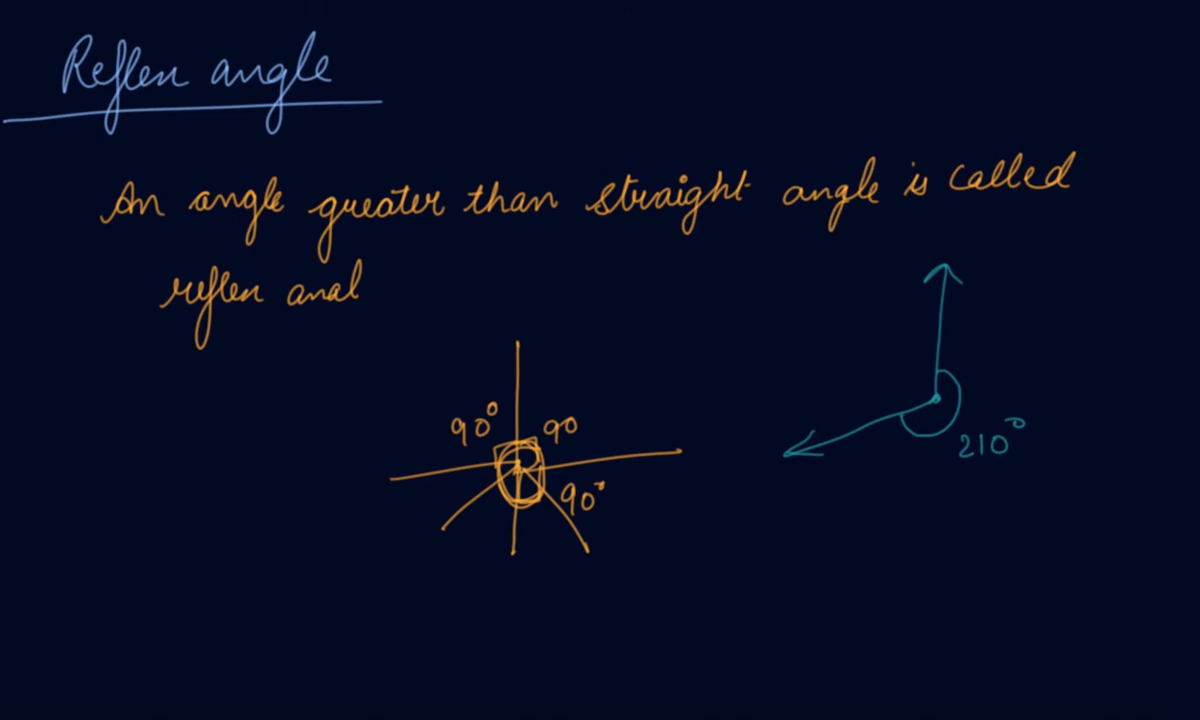 Reflex angle
An angle greater than straight angle is called
reflex anal
90° 90
90°
210°